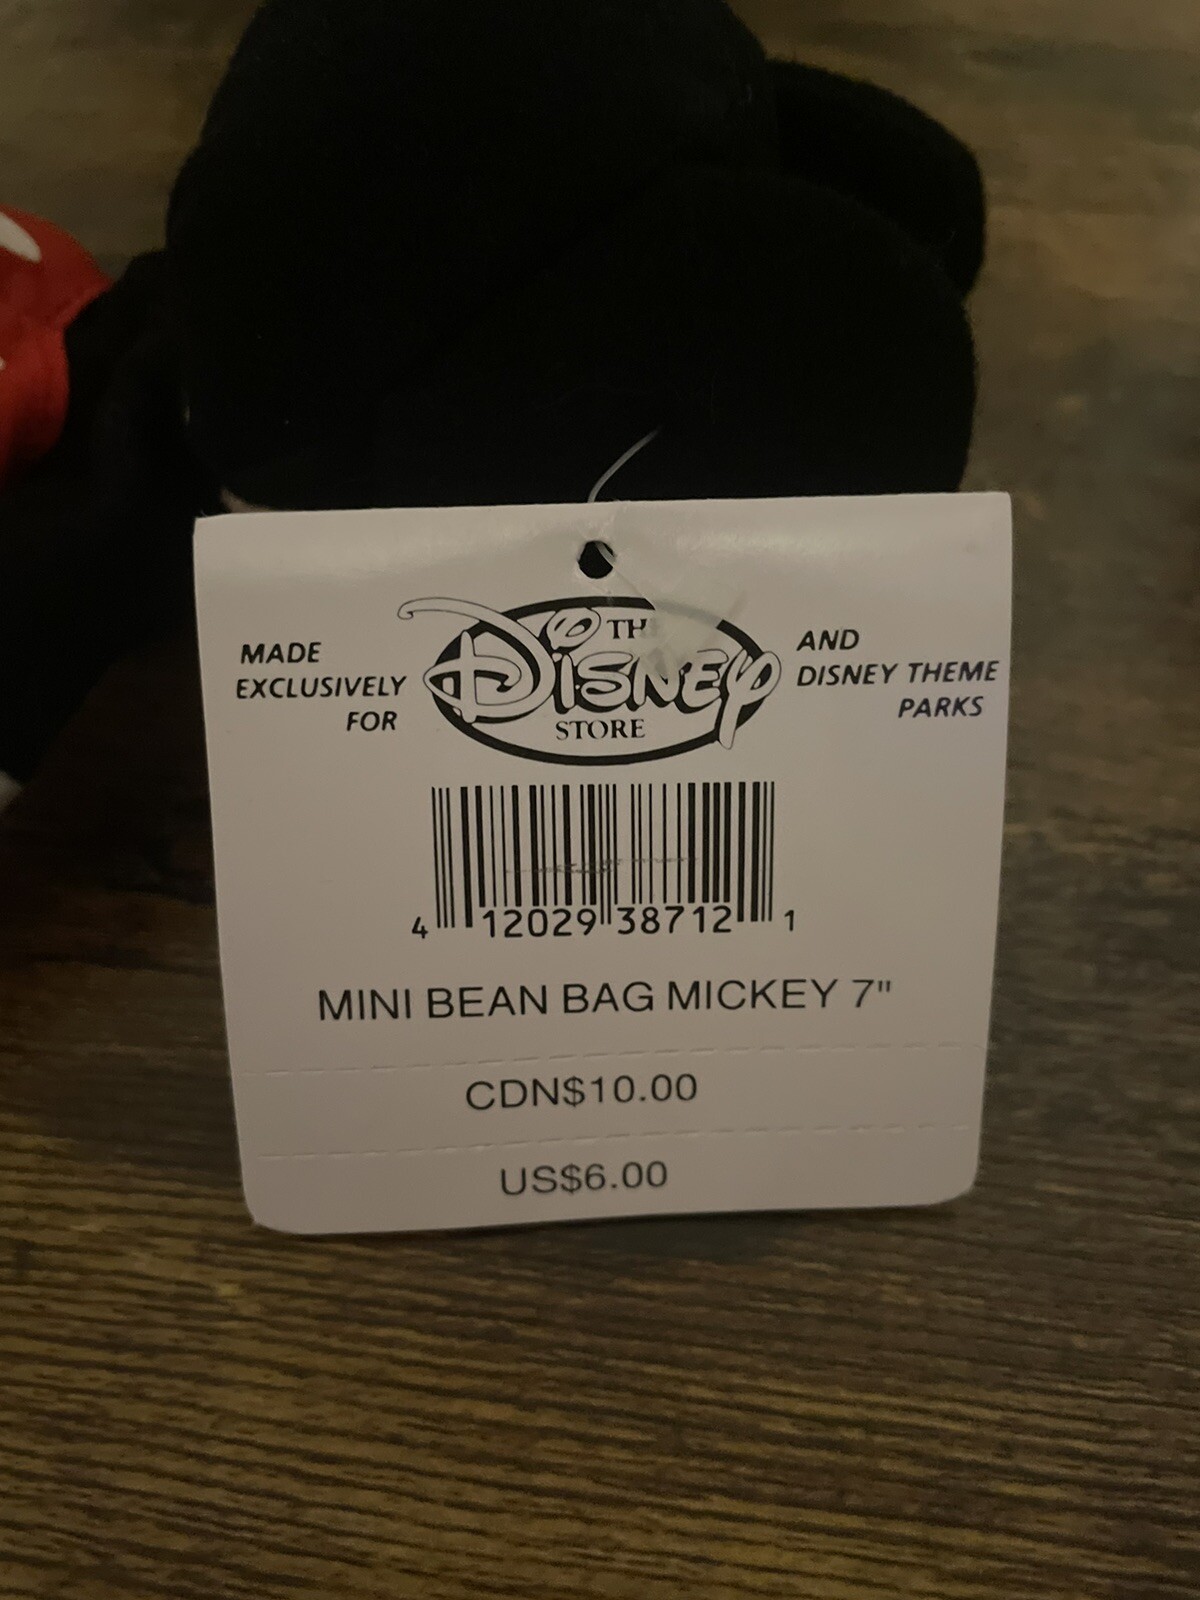 MADE
EXCLUSIVELY
FOR
THE
DISNEY
STORE
AND
DISNEY THEME
PARKS
4 12029 38712 1
MINI BEAN BAG MICKEY 7"
CDN$10.00
US$6.00